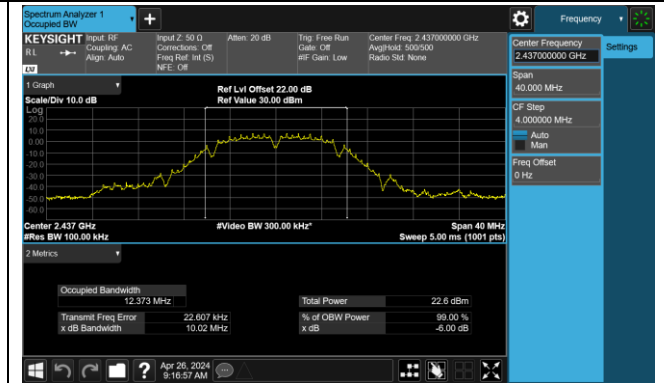 Spectrum Analyzer 1
Occupied BW
Frequency
KEYSIGHT
Input: RF
Coupling: AC
Align: Auto
Input Z: 50 Ω
Corrections: Off
Freq Ref: Int (S)
NFE: Off
Atten: 20 dB
Trig: Free Run
Gate: Off
#IF Gain: Low
Center Freq: 2.437000000 GHz
Avg|Hold: 500/500
Radio Std: None
R L
LXI
1 Graph
Scale/Div 10.0 dB
Ref Lvl Offset 22.00 dB
Ref Value 30.00 dBm
Log
20.0
10.0
0.00
-10.0
-20.0
-30.0
-40.0
-50.0
-60.0
Center 2.437 GHz
#Res BW 100.00 kHz
#Video BW 300.00 kHz*
Span 40 MHz
Sweep 5.00 ms (1001 pts)
2 Metrics
Occupied Bandwidth
12.373 MHz
Total Power 22.6 dBm
Transmit Freq Error 22.607 kHz
% of OBW Power 99.00 %
x dB Bandwidth 10.02 MHz
x dB -6.00 dB
Center Frequency
2.437000000 GHz
Settings
Span
40.000 MHz
CF Step
4.000000 MHz
Auto
Man
Freq Offset
0 Hz
Apr 26, 2024
9:16:57 AM